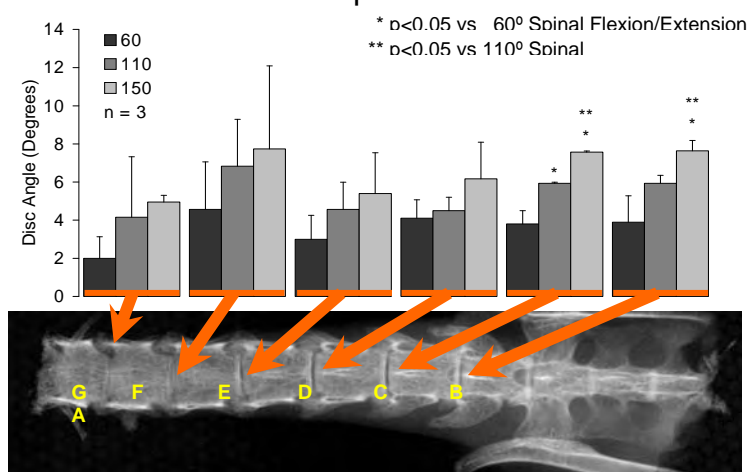 * p<0.05 vs 60º Spinal Flexion/Extension
** p<0.05 vs 110º Spinal
14
12
10
8
6
4
2
0
Disc Angle (Degrees)
60
110
150
n = 3
*
**
*
**
*
G F E D C B
A